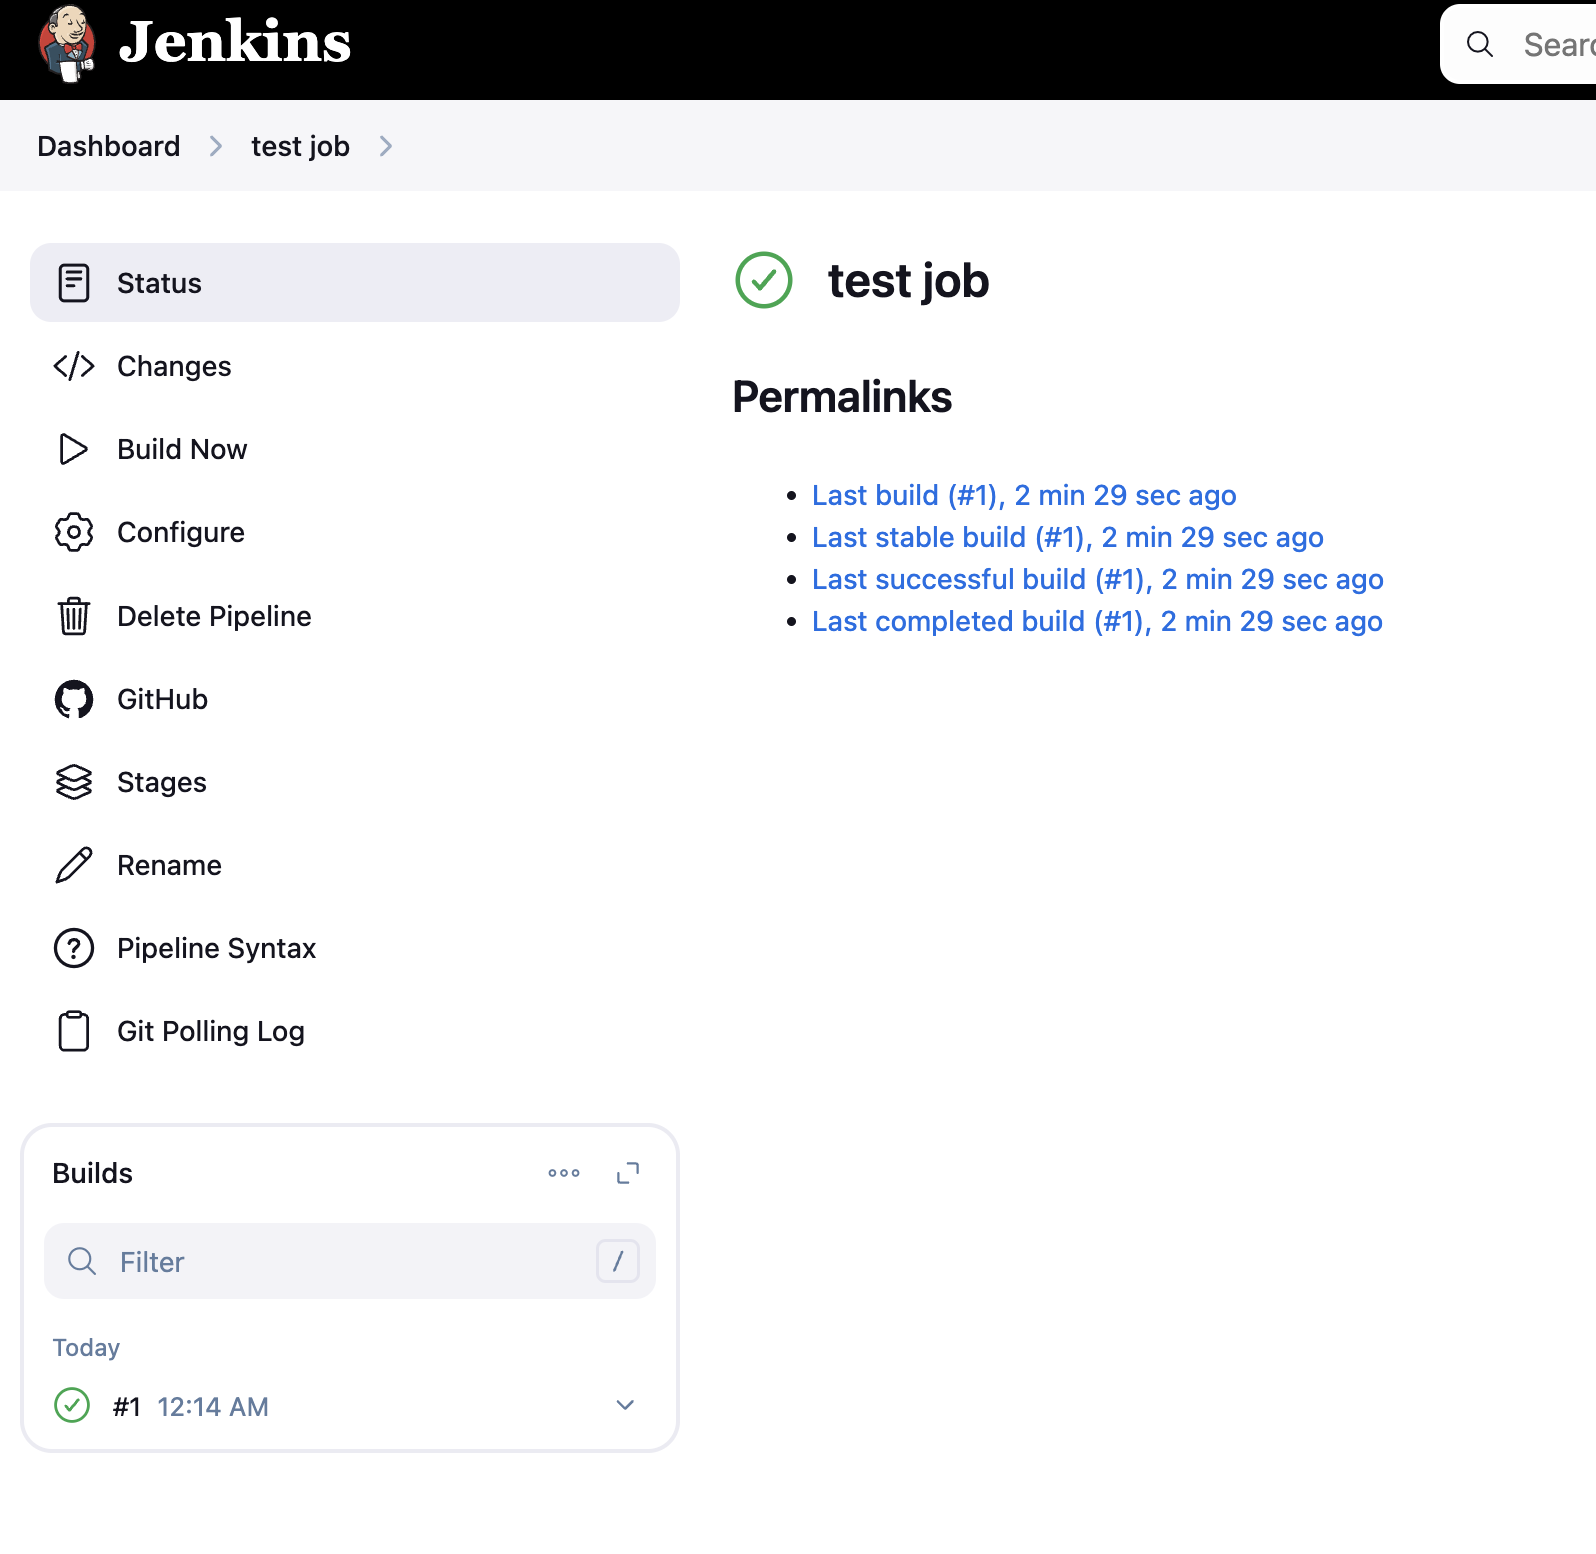 Jenkins
Dashboard
test job
Status
Changes
Build Now
Configure
Delete Pipeline
GitHub
Stages
Rename
Pipeline Syntax
Git Polling Log
Builds
Filter /
Today
#1 12:14 AM
test job
Permalinks
Last build (#1), 2 min 29 sec ago
Last stable build (#1), 2 min 29 sec ago
Last successful build (#1), 2 min 29 sec ago
Last completed build (#1), 2 min 29 sec ago